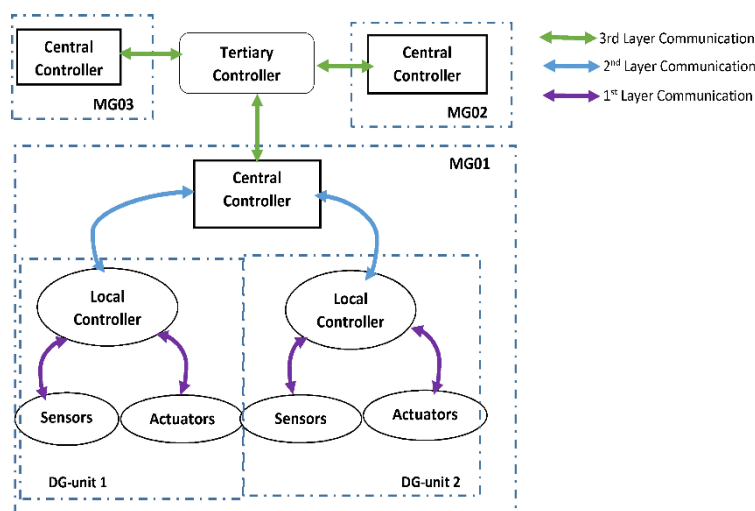 Central
Controller
MG03
Tertiary
Controller
Central
Controller
MG02
3rd Layer Communication
2nd Layer Communication
1st Layer Communication
MG01
Central
Controller
Local
Controller
Local
Controller
Sensors
Actuators
Sensors
Actuators
DG-unit 1
DG-unit 2